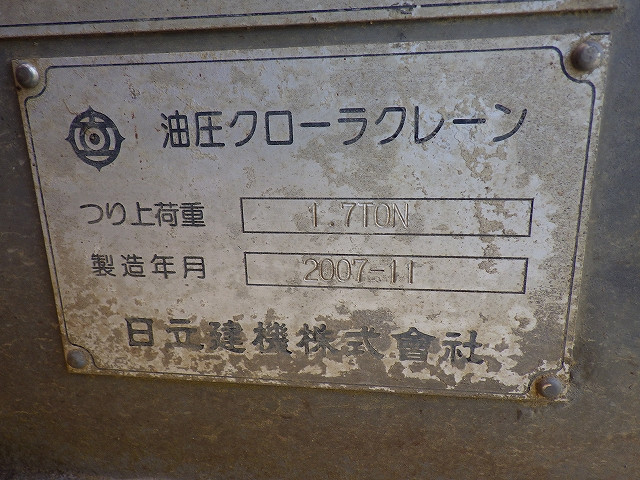 油圧クローラクレーン
つり上荷重 1.7TON
製造年月 2007-11
日立建機株式會社